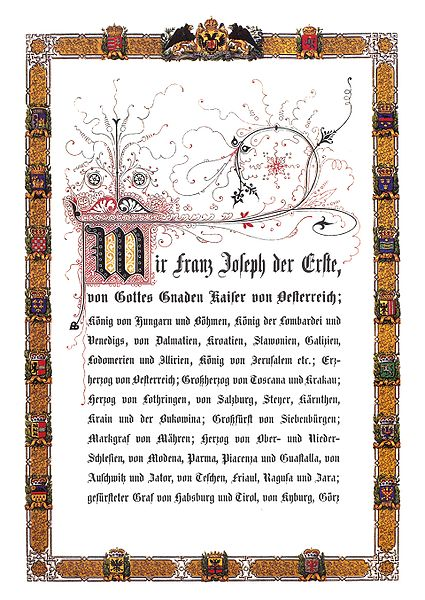 Wir Franz Joseph der Erste,
von Gottes Gnaden Kaiser von Oesterreich;
König von Hungarn und Böhmen, König der Lombardei und
Venedigs, von Dalmatien, Kroatien, Slawonien, Galizien,
Lodomerien und Illirien, König von Jerusalem etc.; Erz-
herzog von Oesterreich; Großherzog von Toscana und Krakau;
Herzog von Lothringen, von Salzburg, Steyer, Kärnthen,
Krain und der Bukowina; Großfürst von Siebenbürgen;
Markgraf von Mähren; Herzog von Ober- und Nieder-
Schlesien, von Modena, Parma, Piacenza und Guastalla, von
Auschwitz und Zator, von Teschen, Friaul, Ragusa und Zara;
gefürsteter Graf von Habsburg und Tirol, von Kyburg, Görz